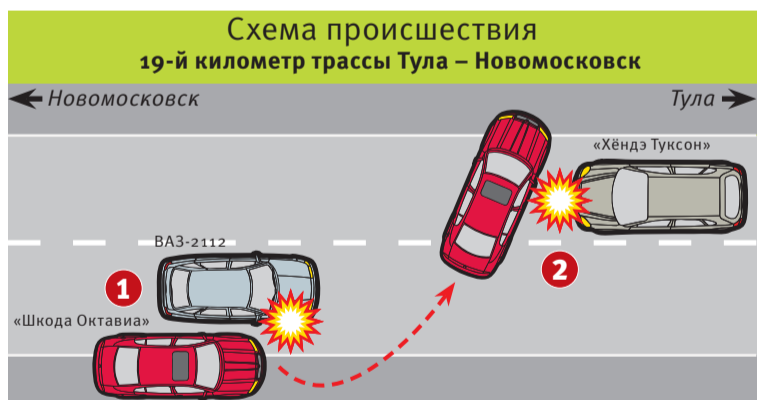 Схема происшествия
19-й километр трассы Тула – Новомосковск
Новомосковск
Тула
«Хёндэ Туксон»
ВАЗ-2112
1
2
«Шкода Октавиа»